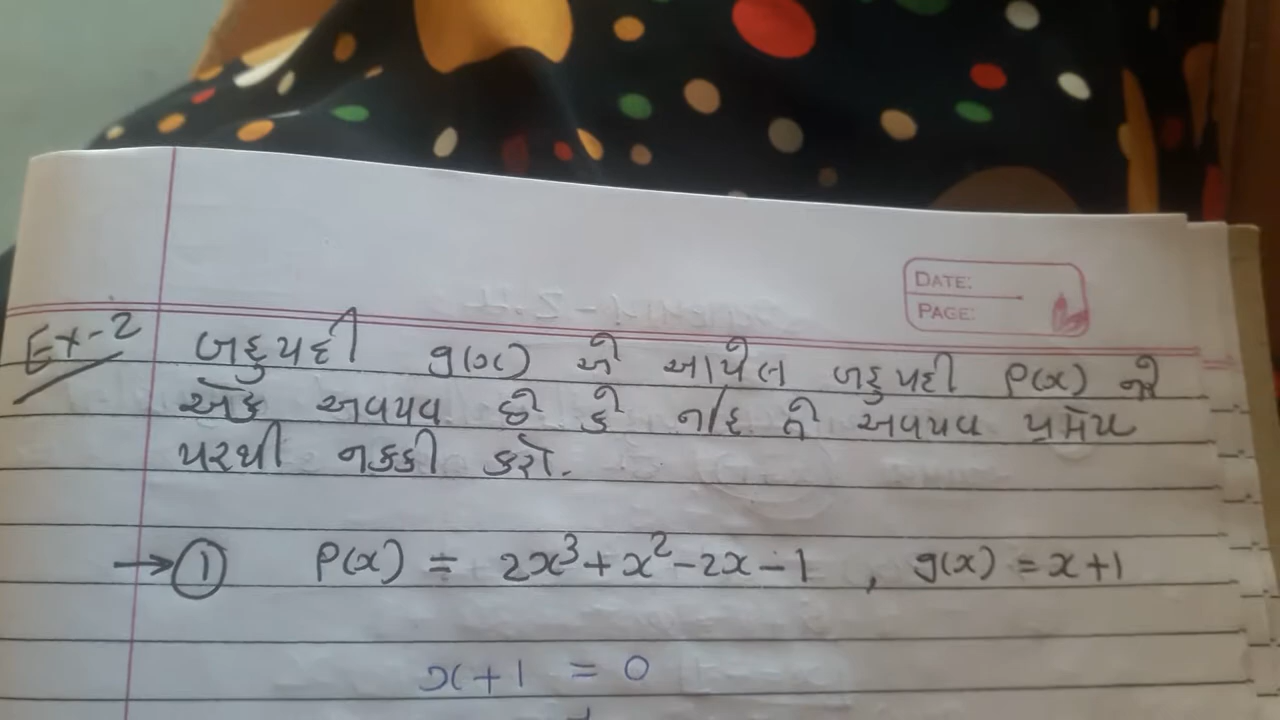 DATE:
PAGE:
Ex-2 બહુપદી g(x) એ આપેલ બહુપદી P(x) નો
એક અવયવ છે કે નહિ તે અવયવ પ્રમેય
પરથી નક્કી કરો.
→ ① P(x) = 2x³+x²-2x-1 , g(x) = x+1
x+1 = 0